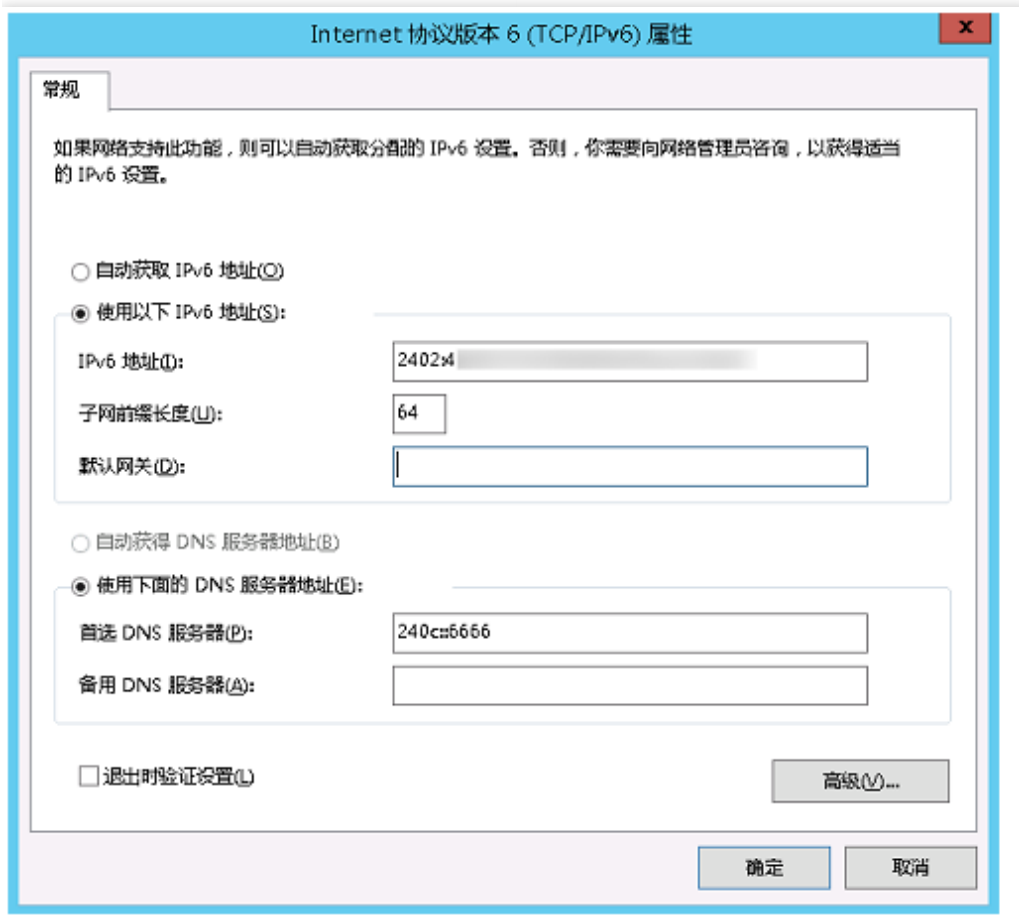 Internet 协议版本 6 (TCP/IPv6) 属性
x
常规
如果网络支持此功能，则可以自动获取分配的 IPv6 设置。否则，你需要向网络管理员咨询，以获得适当
的 IPv6 设置。
自动获取 IPv6 地址(O)
使用以下 IPv6 地址(S):
IPv6 地址(I):
2402:4
子网前缀长度(U):
64
默认网关(D):
自动获得 DNS 服务器地址(B)
使用下面的 DNS 服务器地址(E):
首选 DNS 服务器(P):
240c::6666
备用 DNS 服务器(A):
退出时验证设置(L)
高级(V)...
确定
取消